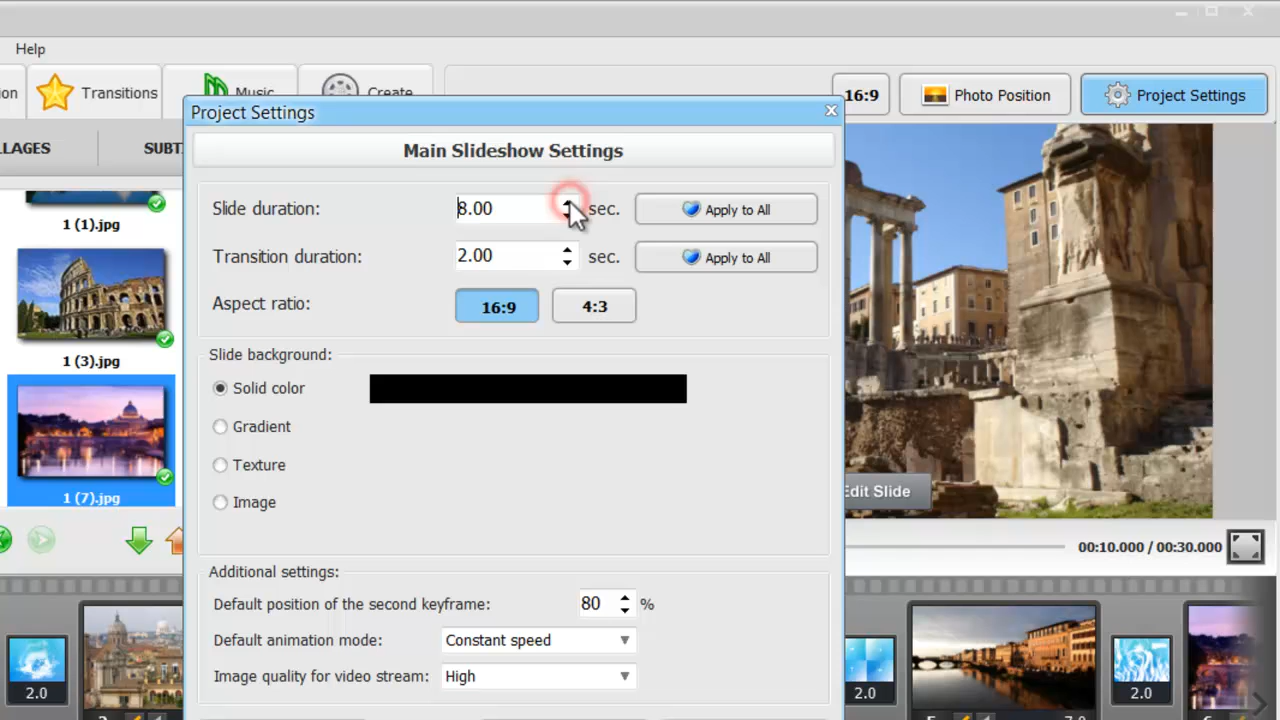 Help
on
Transitions
Music
Create
16:9
Photo Position
Project Settings
Project Settings
LAGES
SUBT
Main Slideshow Settings
Slide duration:
8.00
sec.
Apply to All
1 (1).jpg
Transition duration:
2.00
sec.
Apply to All
Aspect ratio:
16:9
4:3
1 (3).jpg
Slide background:
Solid color
Gradient
Texture
Image
1 (7).jpg
Edit Slide
00:10.000 / 00:30.000
Additional settings:
Default position of the second keyframe:
80
%
Default animation mode:
Constant speed
Image quality for video stream:
High
2.0
2.0
2.0